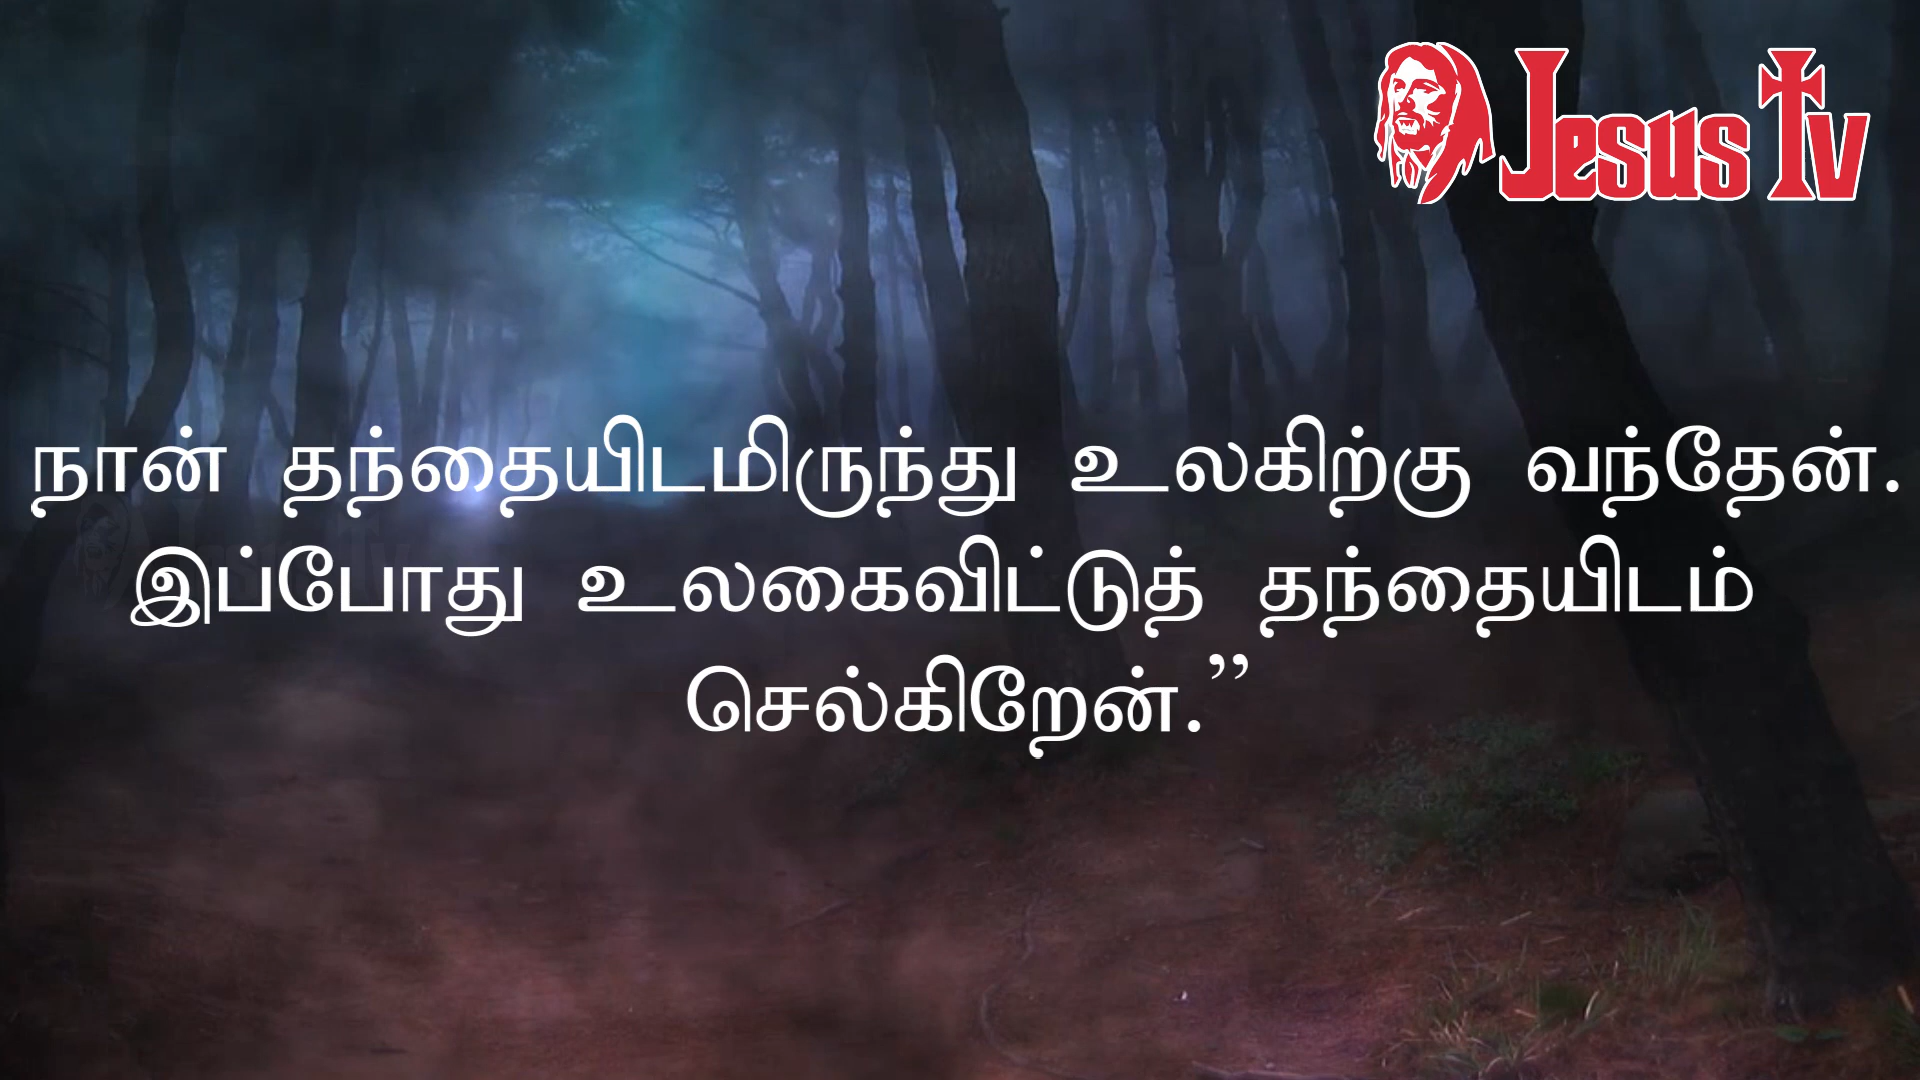 Jesus Tv
நான் தந்தையிடமிருந்து உலகிற்கு வந்தேன்.
இப்போது உலகைவிட்டுத் தந்தையிடம்
செல்கிறேன்.”